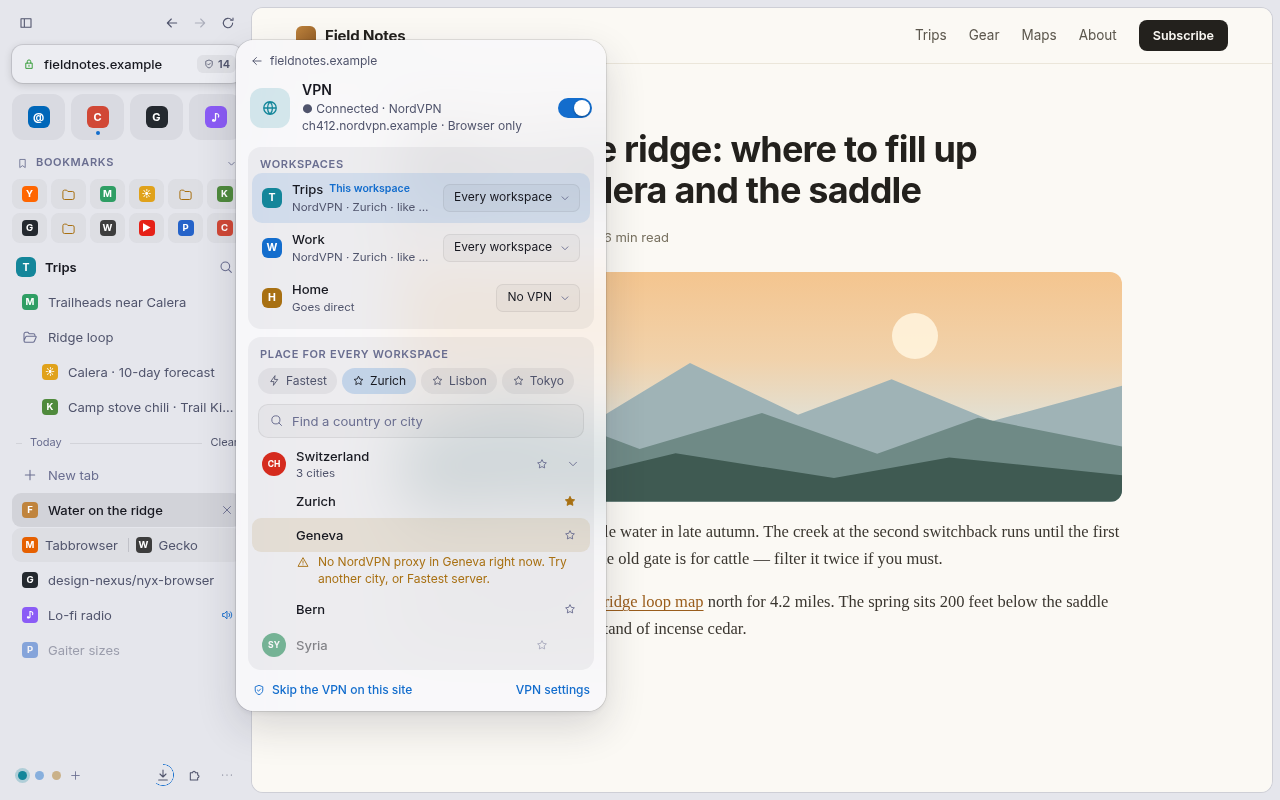 fieldnotes.example
14
@
C
G
BOOKMARKS
Y
M
K
G
W
P
C
T Trips
M Trailheads near Calera
Ridge loop
Calera · 10-day forecast
K Camp stove chili · Trail Ki...
Today
Clear
New tab
F Water on the ridge
M Tabbrowser
W Gecko
G design-nexus/nyx-browser
Lo-fi radio
P Gaiter sizes
fieldnotes.example
VPN
Connected · NordVPN
ch412.nordvpn.example · Browser only
WORKSPACES
T Trips This workspace
NordVPN · Zurich · like ...
Every workspace
W Work
NordVPN · Zurich · like ...
Every workspace
H Home
Goes direct
No VPN
PLACE FOR EVERY WORKSPACE
Fastest
Zurich
Lisbon
Tokyo
Find a country or city
CH Switzerland
3 cities
Zurich
Geneva
No NordVPN proxy in Geneva right now. Try
another city, or Fastest server.
Bern
SY Syria
Skip the VPN on this site
VPN settings
Field Notes
Trips
Gear
Maps
About
Subscribe
ridge: where to fill up
and the saddle
6 min read
water in late autumn. The creek at the second switchback runs until the first
old gate is for cattle — filter it twice if you must.
ridge loop map north for 4.2 miles. The spring sits 200 feet below the saddle
of incense cedar.